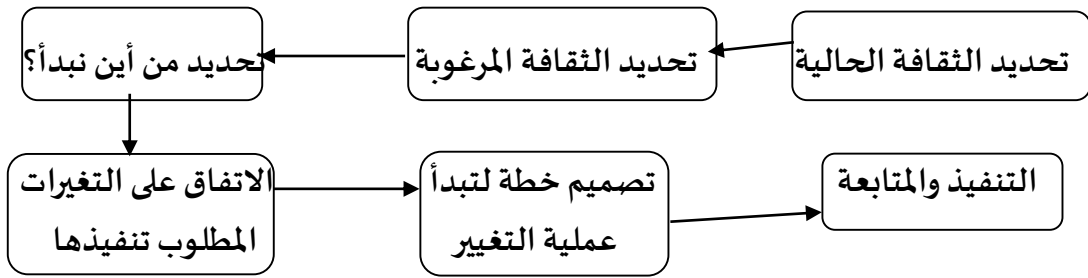 تحديد الثقافة الحالية
تحديد الثقافة المرغوبة
تحديد من أين نبدأ؟
الاتفاق على التغيرات
المطلوب تنفيذها
تصميم خطة لتبدأ
عملية التغيير
التنفيذ والمتابعة